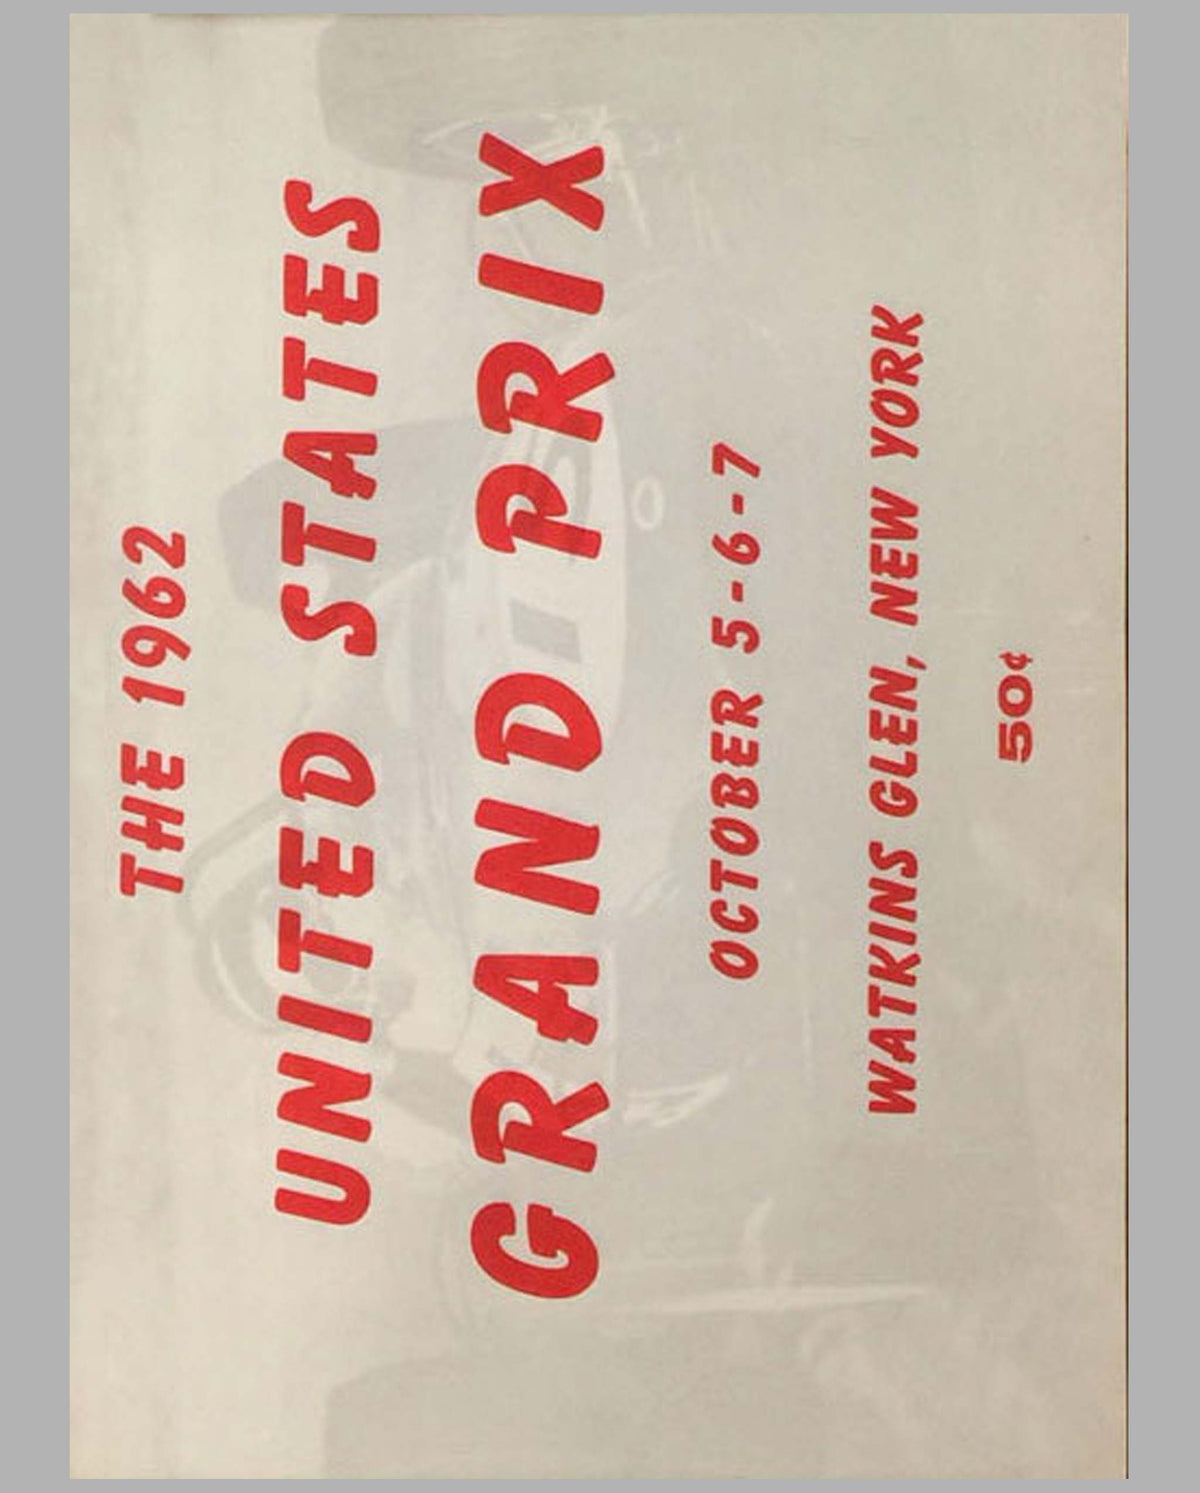 THE 1962
UNITED STATES
GRAND PRIX
OCTOBER 5-6-7
WATKINS GLEN, NEW YORK
50¢